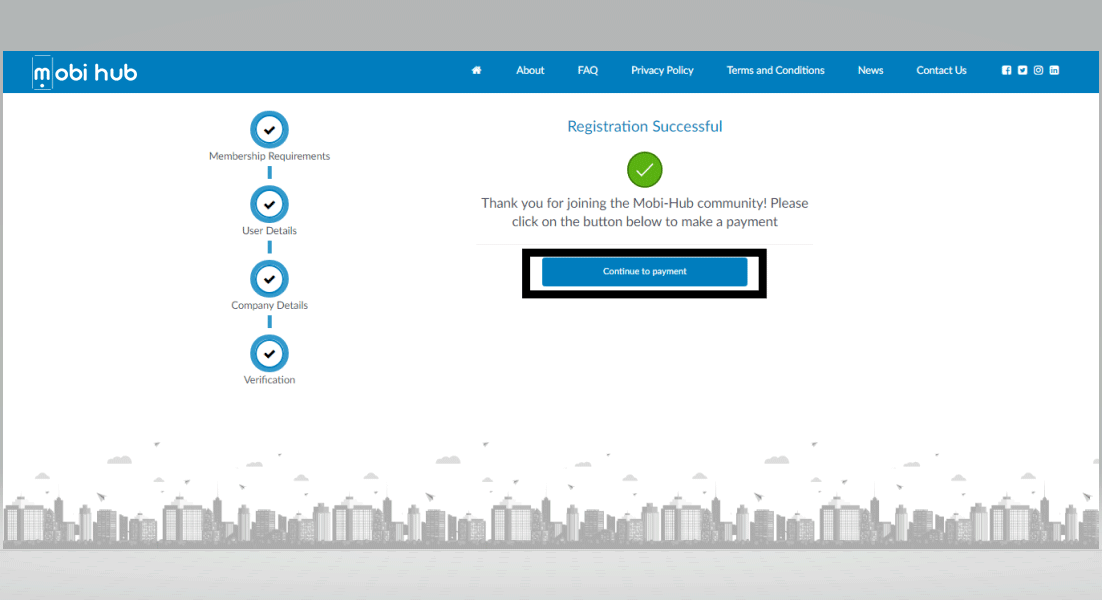 mobi hub
About FAQ Privacy Policy Terms and Conditions News Contact Us
Membership Requirements
User Details
Company Details
Verification
Registration Successful
Thank you for joining the Mobi-Hub community! Please
click on the button below to make a payment
Continue to payment